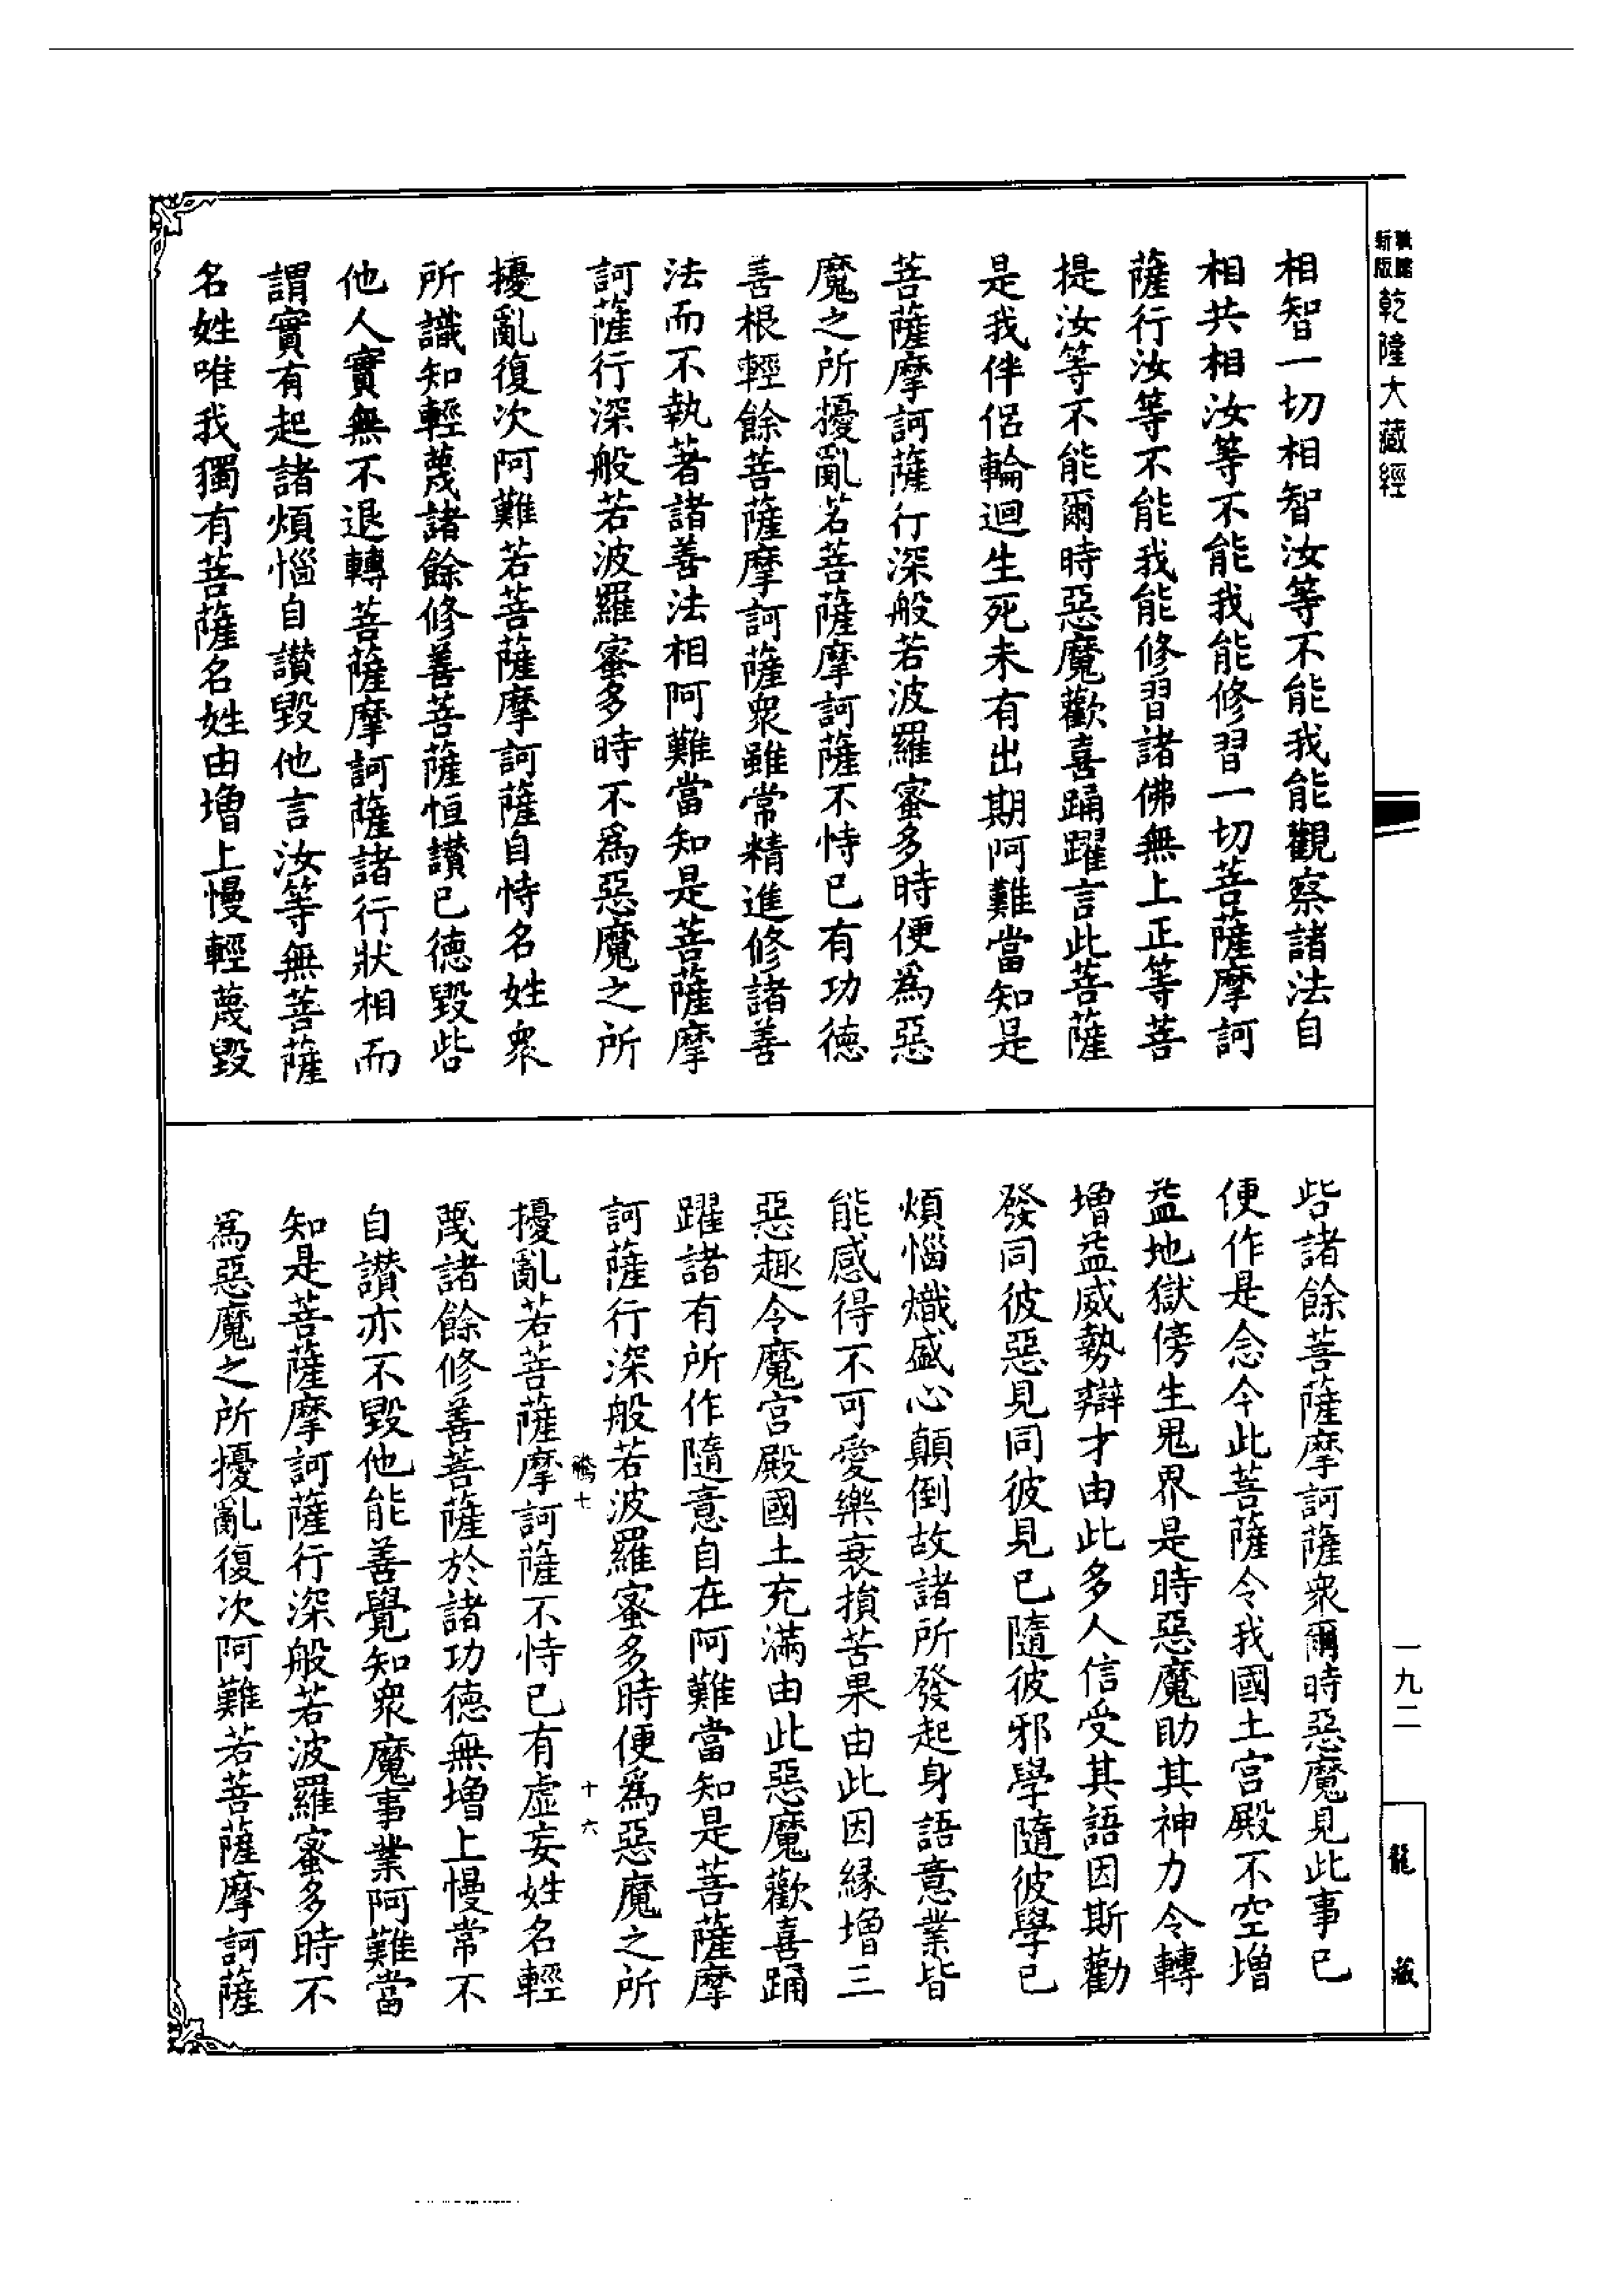 新版
乾隆大藏經
相智一切相智汝等不能我能觀察諸法自
相共相汝等不能我能修習一切菩薩摩訶
薩行汝等不能我能修習諸佛無上正等菩
提汝等不能爾時惡魔歡喜踊躍言此菩薩
是我伴侶輪迴生死未有出期阿難當知是
菩薩摩訶薩行深般若波羅蜜多時便為惡
魔之所擾亂若菩薩摩訶薩不恃已有功德
善根輕餘菩薩摩訶薩眾雖常精進修諸善
法而不執著諸善法相阿難當知是菩薩摩
訶薩行深般若波羅蜜多時不為惡魔之所
擾亂復次阿難若菩薩摩訶薩自恃名姓眾
所識知輕蔑諸餘修善菩薩恒讚已德毀呰
他人實無不退轉菩薩摩訶薩諸行狀相而
謂實有起諸煩惱自讚毀他言汝等無菩薩
名姓唯我獨有菩薩名姓由增上慢輕蔑毀
呰諸餘菩薩摩訶薩眾爾時惡魔見此事已
便作是念今此菩薩令我國土宮殿不空增
益地獄傍生鬼界是時惡魔助其神力令轉
增益威勢辯才由此多人信受其語因斯勸
發同彼惡見同彼見已隨彼邪學隨彼學已
煩惱熾盛心顛倒故諸所發起身語意業皆
能感得不可愛樂衰損苦果由此因緣增三
惡趣令魔宮殿國土充滿由此惡魔歡喜踊
躍諸有所作隨意自在阿難當知是菩薩摩
訶薩行深般若波羅蜜多時便為惡魔之所
七 十六
擾亂若菩薩摩訶薩不恃已有虛妄姓名輕
蔑諸餘修善菩薩於諸功德無增上慢常不
自讚亦不毀他能善覺知眾魔事業阿難當
知是菩薩摩訶薩行深般若波羅蜜多時不
為惡魔之所擾亂復次阿難若菩薩摩訶薩
一九二
龍藏